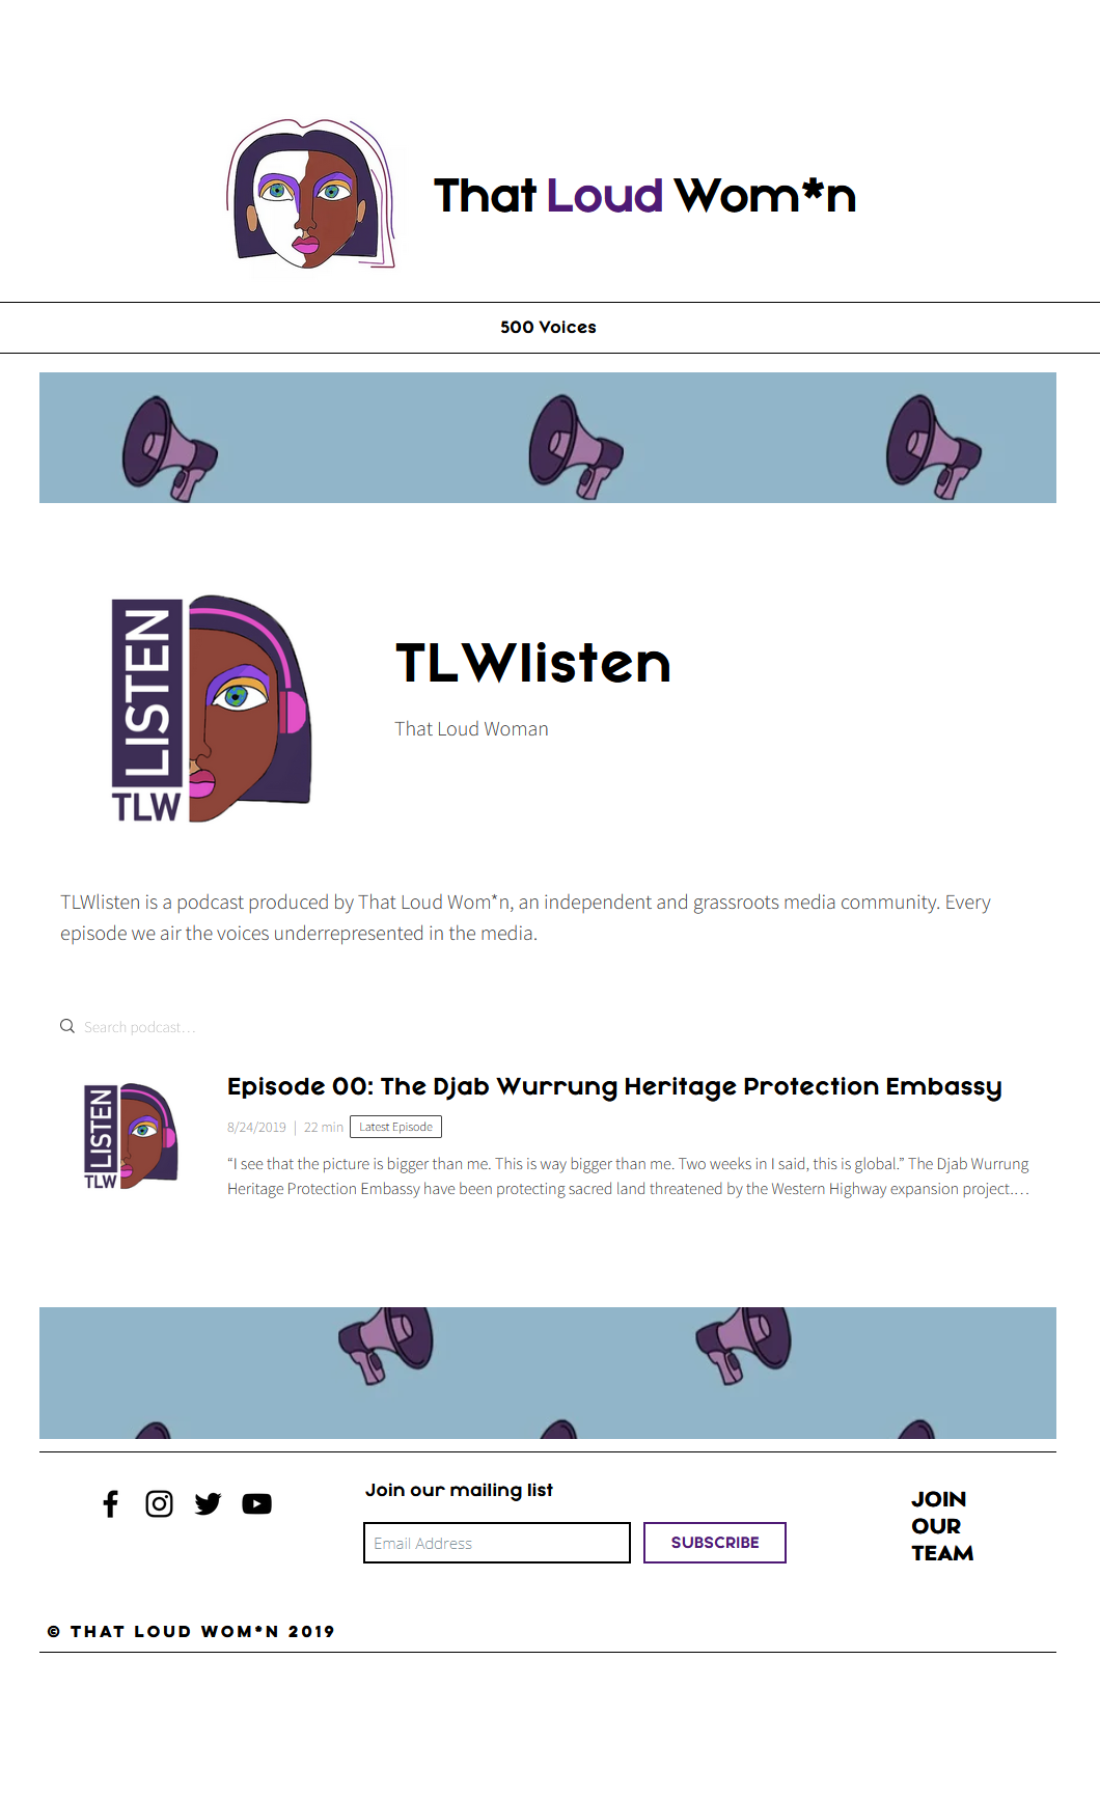 That Loud Wom*n
500 Voices
LISTEN
TLW
TLWlisten
That Loud Woman
TLWlisten is a podcast produced by That Loud Wom*n, an independent and grassroots media community. Every
episode we air the voices underrepresented in the media.
Search podcast...
LISTEN
TLW
Episode 00: The Djab Wurrung Heritage Protection Embassy
8/24/2019 | 22 min Latest Episode
“I see that the picture is bigger than me. This is way bigger than me. Two weeks in I said, this is global.” The Djab Wurrung
Heritage Protection Embassy have been protecting sacred land threatened by the Western Highway expansion project....
Join our mailing list
Email Address
SUBSCRIBE
JOIN
OUR
TEAM
© THAT LOUD WOM*N 2019